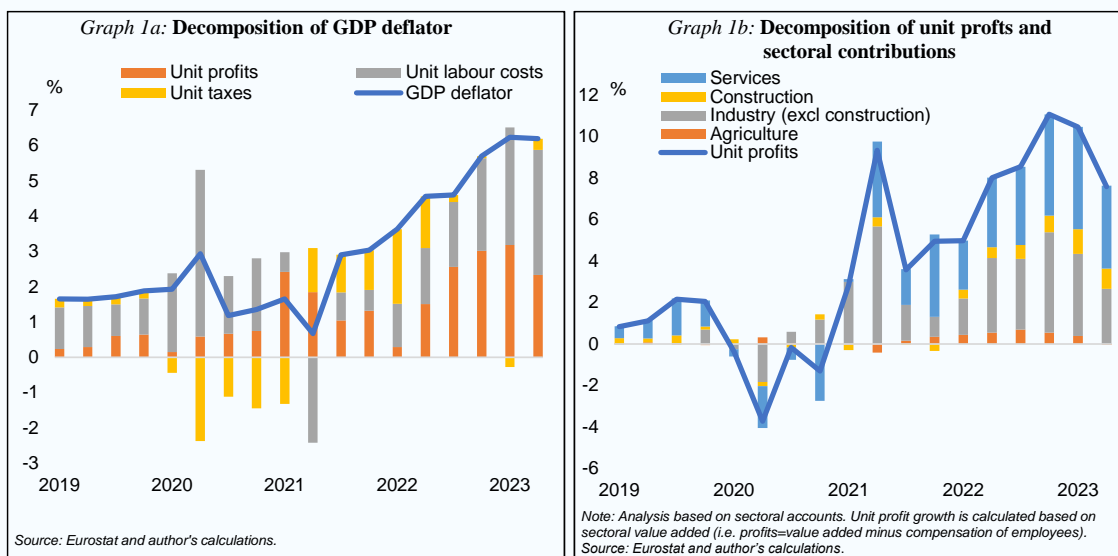 Graph 1a: Decomposition of GDP deflator
%
Unit profits
Unit labour costs
Unit taxes
GDP deflator
7
6
5
4
3
2
1
0
-1
-2
-3
2019 2020 2021 2022 2023
Source: Eurostat and author's calculations.
Graph 1b: Decomposition of unit profts and
sectoral contributions
%
Services
Construction
Industry (excl construction)
Agriculture
Unit profits
12
10
8
6
4
2
0
-2
-4
-6
2019 2020 2021 2022 2023
Note: Analysis based on sectoral accounts. Unit profit growth is calculated based on
sectoral value added (i.e. profits=value added minus compensation of employees).
Source: Eurostat and author's calculations.